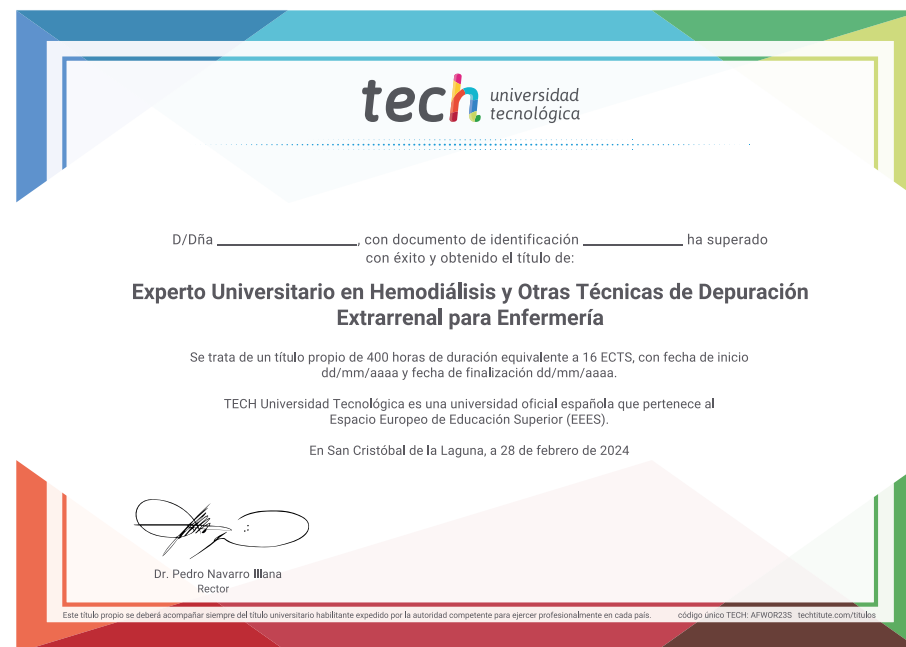 tech universidad
tecnológica
D/Dña ______________, con documento de identificación __________ ha superado
con éxito y obtenido el título de:
Experto Universitario en Hemodiálisis y Otras Técnicas de Depuración
Extrarrenal para Enfermería
Se trata de un título propio de 400 horas de duración equivalente a 16 ECTS, con fecha de inicio
dd/mm/aaaa y fecha de finalización dd/mm/aaaa.
TECH Universidad Tecnológica es una universidad oficial española que pertenece al
Espacio Europeo de Educación Superior (EEES).
En San Cristóbal de la Laguna, a 28 de febrero de 2024
Dr. Pedro Navarro Illana
Rector
Este título propio se deberá acompañar siempre del título universitario habilitante expedido por la autoridad competente para ejercer profesionalmente en cada país. código único TECH: AFWOR23S techtitute.com/titulos